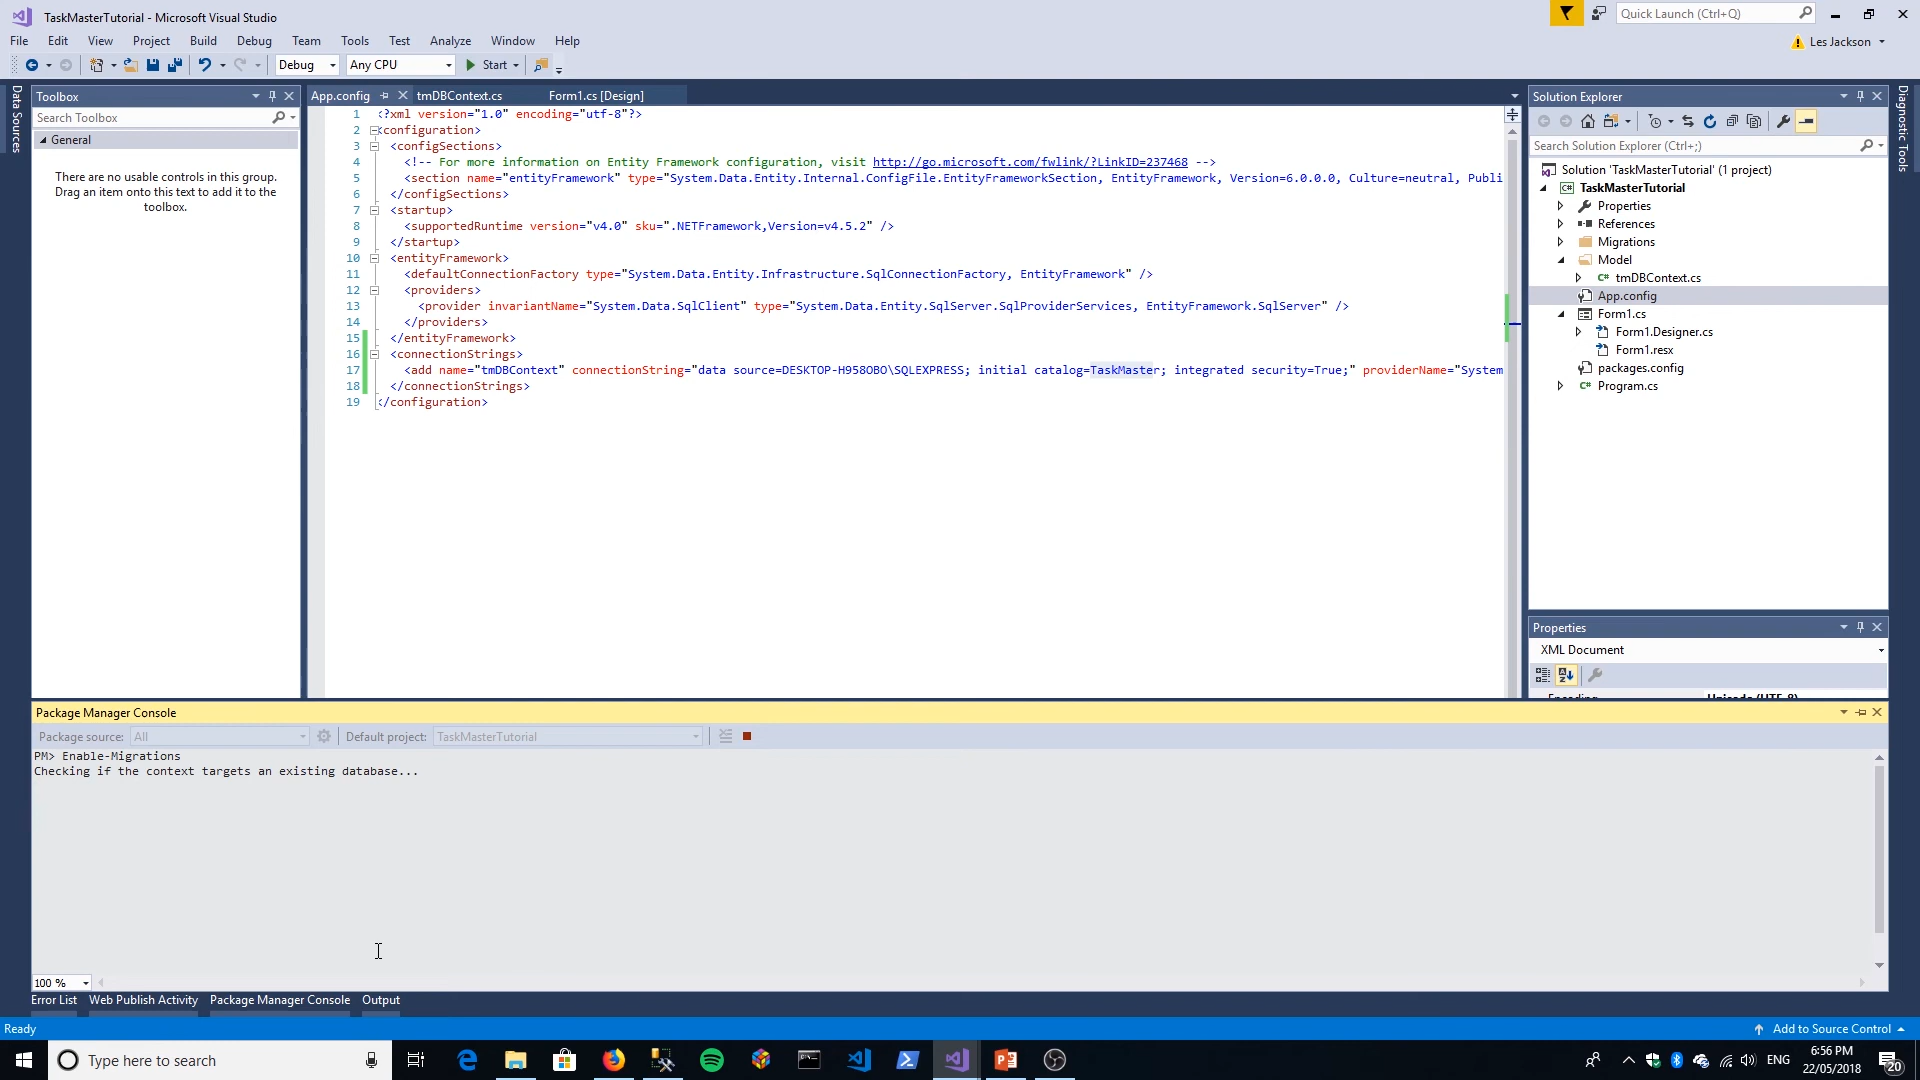 TaskMasterTutorial - Microsoft Visual Studio
Quick Launch (Ctrl+Q)
File Edit View Project Build Debug Team Tools Test Analyze Window Help
Les Jackson
Debug Any CPU Start
Data Sources
Toolbox
Search Toolbox
General
There are no usable controls in this group.
Drag an item onto this text to add it to the
toolbox.
App.config tmDBContext.cs Form1.cs [Design]
1 <?xml version="1.0" encoding="utf-8"?>
2 <configuration>
3 <configSections>
4 <!-- For more information on Entity Framework configuration, visit http://go.microsoft.com/fwlink/?LinkID=237468 -->
5 <section name="entityFramework" type="System.Data.Entity.Internal.ConfigFile.EntityFrameworkSection, EntityFramework, Version=6.0.0.0, Culture=neutral, Publi
6 </configSections>
7 <startup>
8 <supportedRuntime version="v4.0" sku=".NETFramework,Version=v4.5.2" />
9 </startup>
10 <entityFramework>
11 <defaultConnectionFactory type="System.Data.Entity.Infrastructure.SqlConnectionFactory, EntityFramework" />
12 <providers>
13 <provider invariantName="System.Data.SqlClient" type="System.Data.Entity.SqlServer.SqlProviderServices, EntityFramework.SqlServer" />
14 </providers>
15 </entityFramework>
16 <connectionStrings>
17 <add name="tmDBContext" connectionString="data source=DESKTOP-H958OBO\SQLEXPRESS; initial catalog=TaskMaster; integrated security=True;" providerName="System
18 </connectionStrings>
19 </configuration>
Solution Explorer
Search Solution Explorer (Ctrl+;)
Solution 'TaskMasterTutorial' (1 project)
TaskMasterTutorial
Properties
References
Migrations
Model
tmDBContext.cs
App.config
Form1.cs
Form1.Designer.cs
Form1.resx
packages.config
Program.cs
Diagnostic Tools
Properties
XML Document
Encoding Unicode (UTF-8)
Package Manager Console
Package source: All Default project: TaskMasterTutorial
PM> Enable-Migrations
Checking if the context targets an existing database...
100 %
Error List Web Publish Activity Package Manager Console Output
Ready
Add to Source Control
Type here to search
ENG
6:56 PM
22/05/2018
20